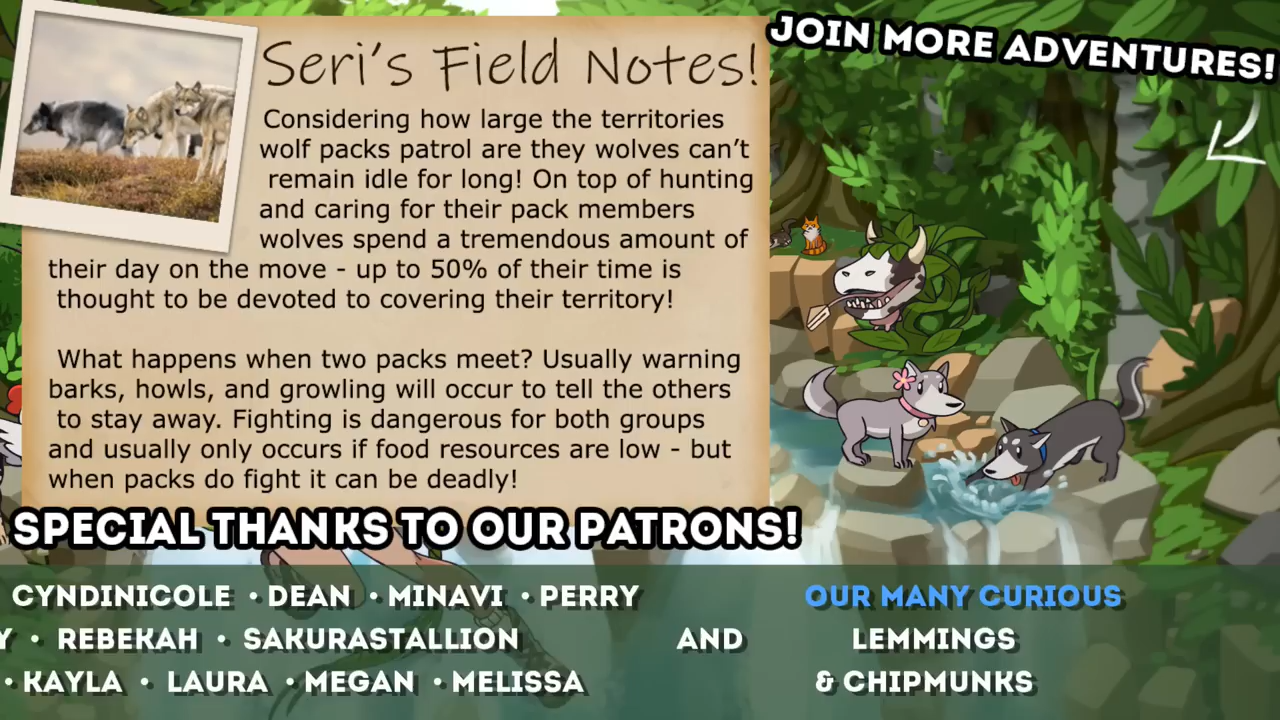 Seri's Field Notes!
JOIN MORE ADVENTURES!
Considering how large the territories
wolf packs patrol are they wolves can't
remain idle for long! On top of hunting
and caring for their pack members
wolves spend a tremendous amount of
their day on the move - up to 50% of their time is
thought to be devoted to covering their territory!
What happens when two packs meet? Usually warning
barks, howls, and growling will occur to tell the others
to stay away. Fighting is dangerous for both groups
and usually only occurs if food resources are low - but
when packs do fight it can be deadly!
SPECIAL THANKS TO OUR PATRONS!
CYNDINICOLE • DEAN • MINAVI • PERRY OUR MANY CURIOUS
Y • REBEKAH • SAKURASTALLION AND LEMMINGS
• KAYLA • LAURA • MEGAN • MELISSA & CHIPMUNKS